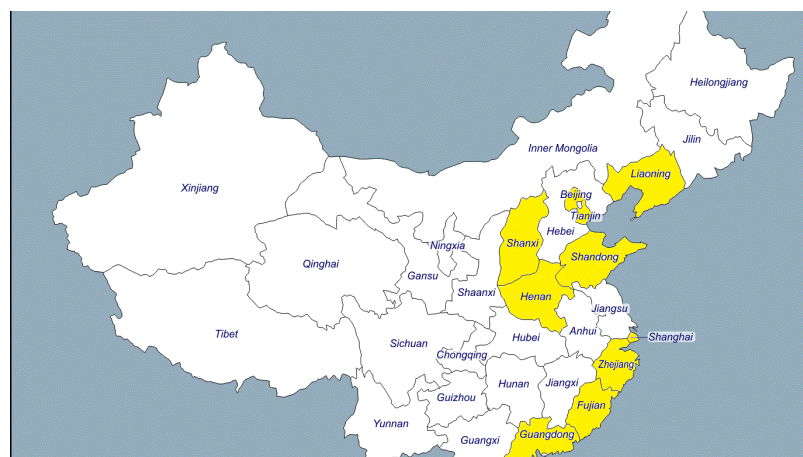 Heilongjiang
Jilin
Inner Mongolia
Liaoning
Xinjiang
Beijing
Tianjin
Hebei
Ningxia
Shanxi
Shandong
Qinghai
Gansu
Shaanxi
Henan
Jiangsu
Tibet
Sichuan
Hubei
Anhui
Shanghai
Chongqing
Zhejiang
Hunan
Jiangxi
Guizhou
Fujian
Yunnan
Guangxi
Guangdong